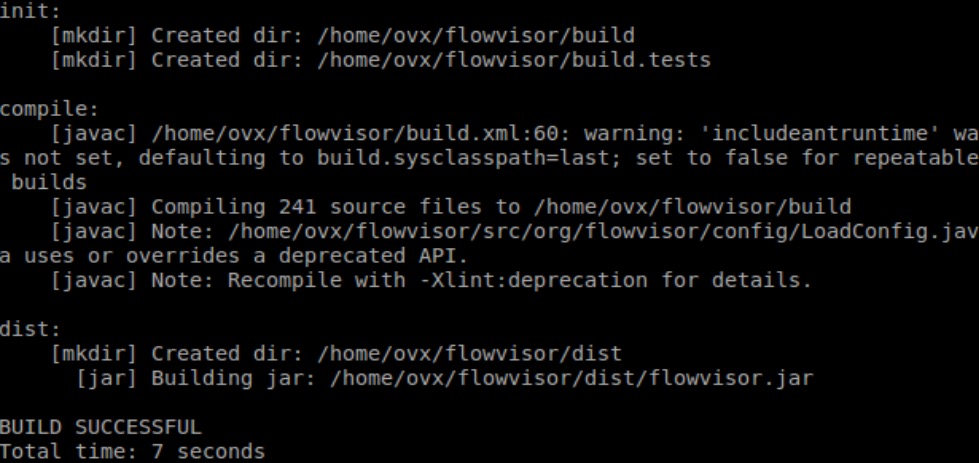 init:
    [mkdir] Created dir: /home/ovx/flowvisor/build
    [mkdir] Created dir: /home/ovx/flowvisor/build.tests

compile:
    [javac] /home/ovx/flowvisor/build.xml:60: warning: 'includeantruntime' wa
s not set, defaulting to build.sysclasspath=last; set to false for repeatable
 builds
    [javac] Compiling 241 source files to /home/ovx/flowvisor/build
    [javac] Note: /home/ovx/flowvisor/src/org/flowvisor/config/LoadConfig.jav
a uses or overrides a deprecated API.
    [javac] Note: Recompile with -Xlint:deprecation for details.

dist:
    [mkdir] Created dir: /home/ovx/flowvisor/dist
      [jar] Building jar: /home/ovx/flowvisor/dist/flowvisor.jar

BUILD SUCCESSFUL
Total time: 7 seconds